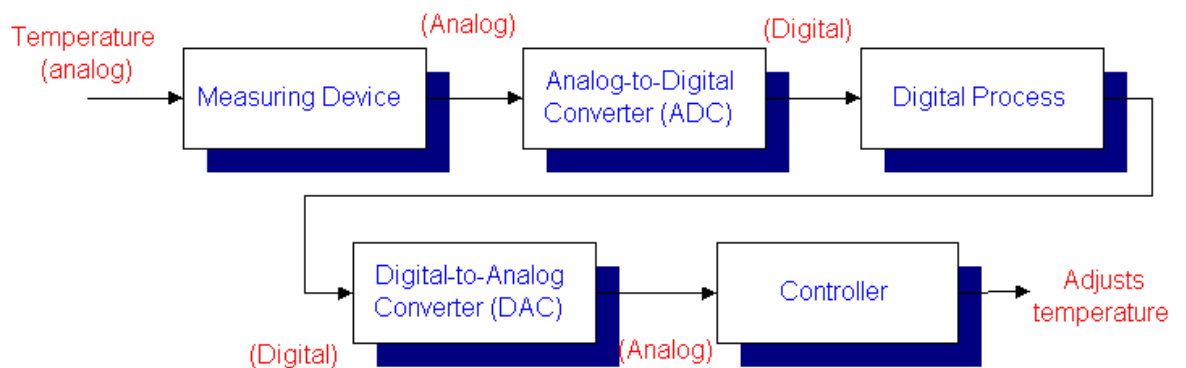 Temperature
(analog)
Measuring Device
(Analog)
Analog-to-Digital
Converter (ADC)
(Digital)
Digital Process
(Digital)
Digital-to-Analog
Converter (DAC)
(Analog)
Controller
Adjusts
temperature